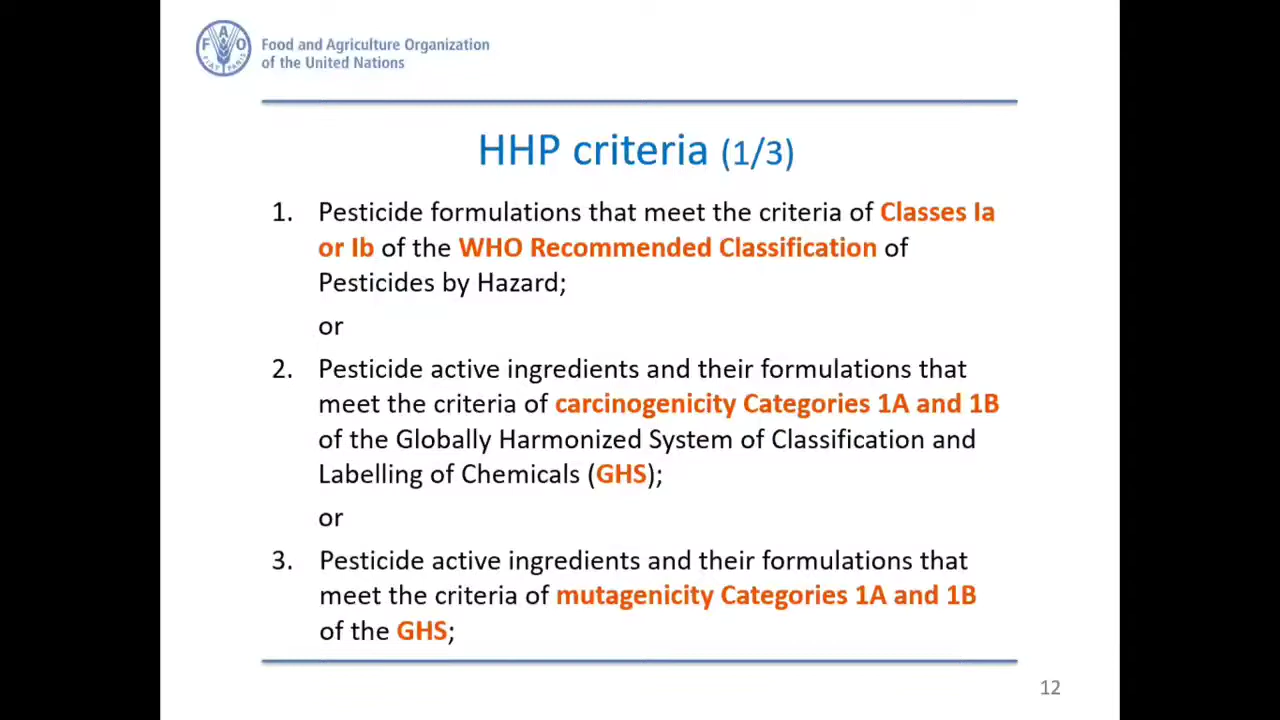 FAO
FIAT PANIS
Food and Agriculture Organization
of the United Nations
HHP criteria (1/3)
1. Pesticide formulations that meet the criteria of Classes Ia
or Ib of the WHO Recommended Classification of
Pesticides by Hazard;
or
2. Pesticide active ingredients and their formulations that
meet the criteria of carcinogenicity Categories 1A and 1B
of the Globally Harmonized System of Classification and
Labelling of Chemicals (GHS);
or
3. Pesticide active ingredients and their formulations that
meet the criteria of mutagenicity Categories 1A and 1B
of the GHS;
12